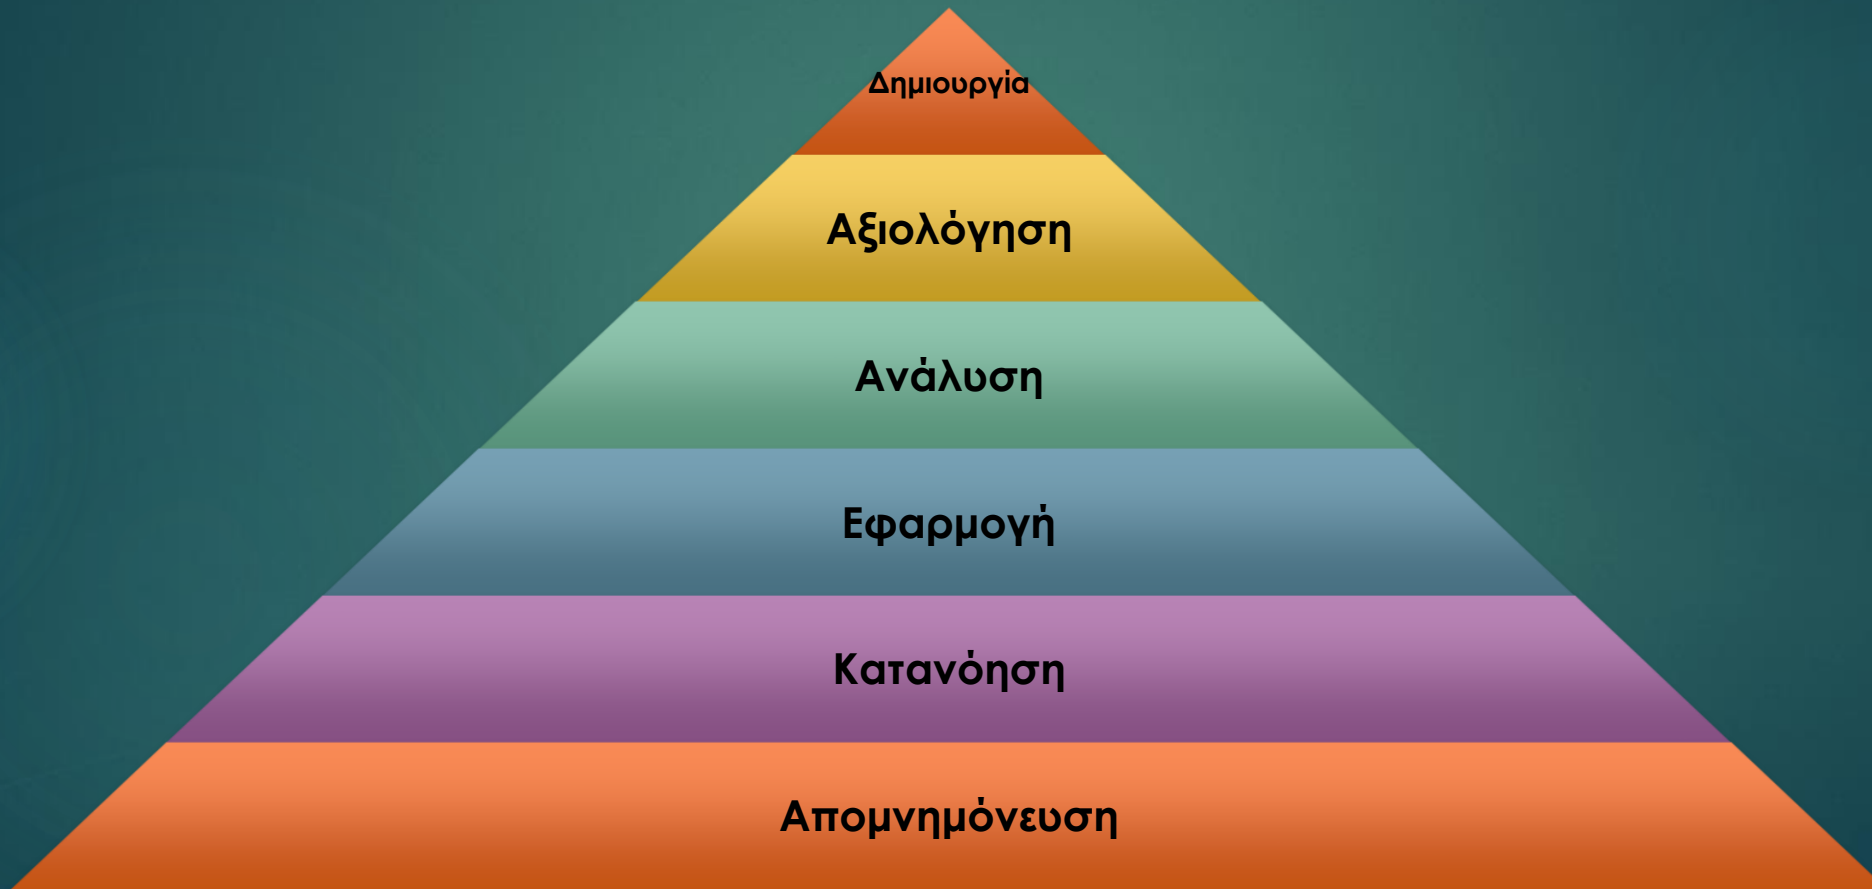 Δημιουργία
Αξιολόγηση
Ανάλυση
Εφαρμογή
Κατανόηση
Απομνημόνευση